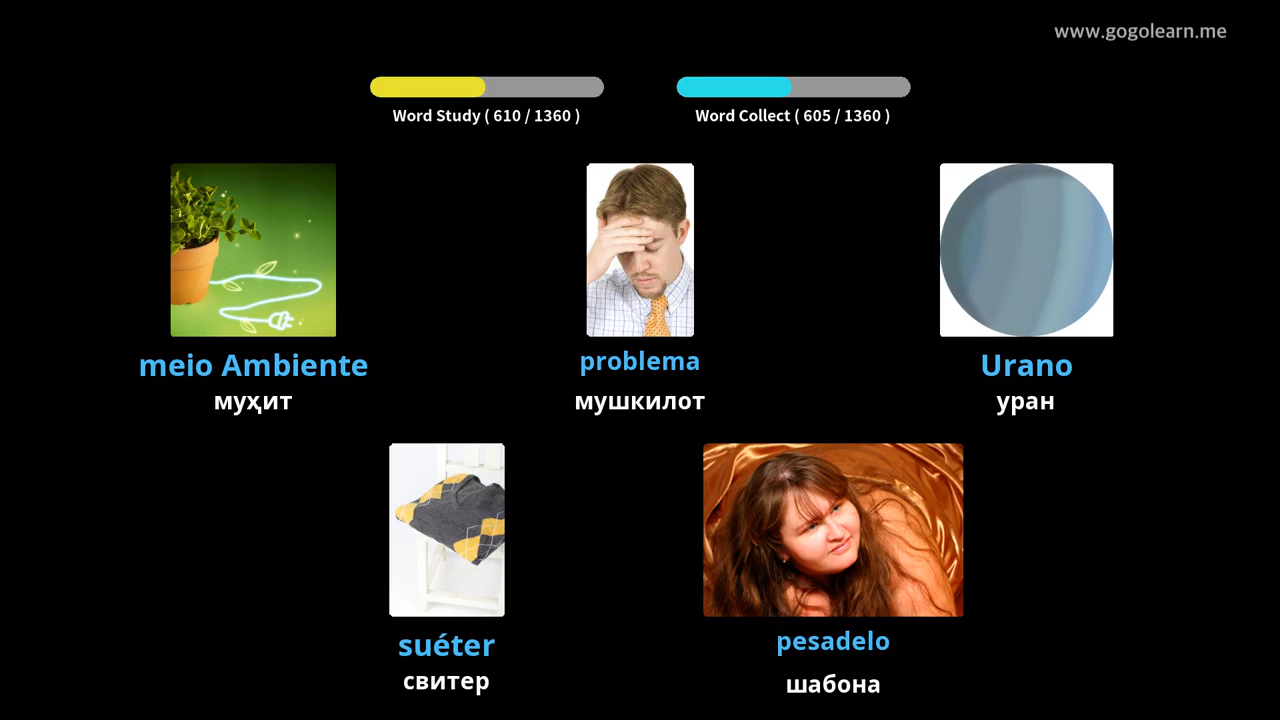 www.gogolearn.me
Word Study ( 610 / 1360 )
Word Collect ( 605 / 1360 )
meio Ambiente
муҳит
problema
мушкилот
Urano
уран
suéter
свитер
pesadelo
шабона